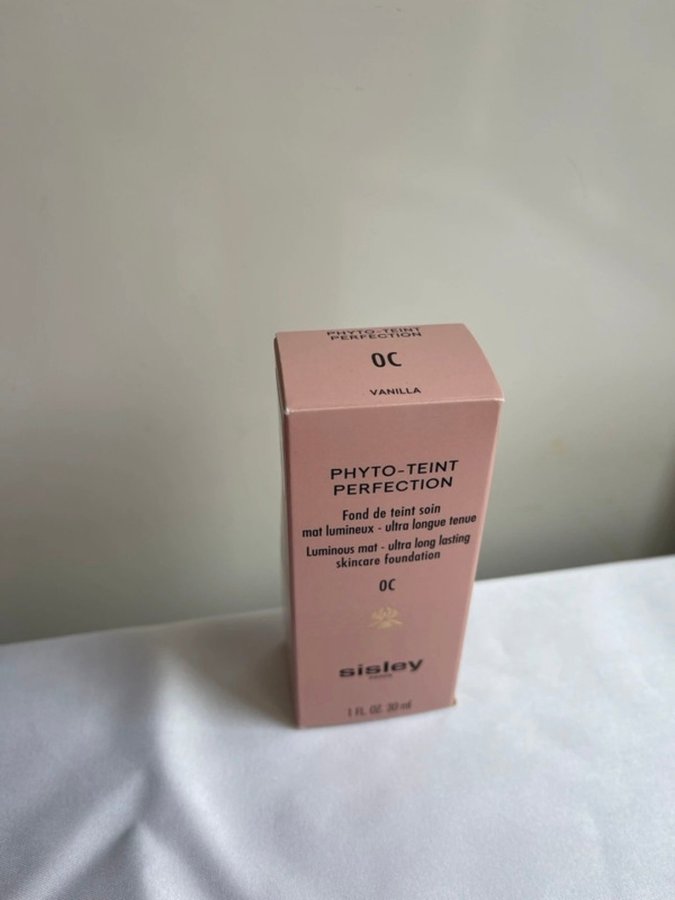 PHYTO-TEINT
PERFECTION
0C
VANILLA
PHYTO-TEINT
PERFECTION
Fond de teint soin
mat lumineux - ultra longue tenue
Luminous mat - ultra long lasting
skincare foundation
0C
sisley
1 FL. OZ. 30 ml